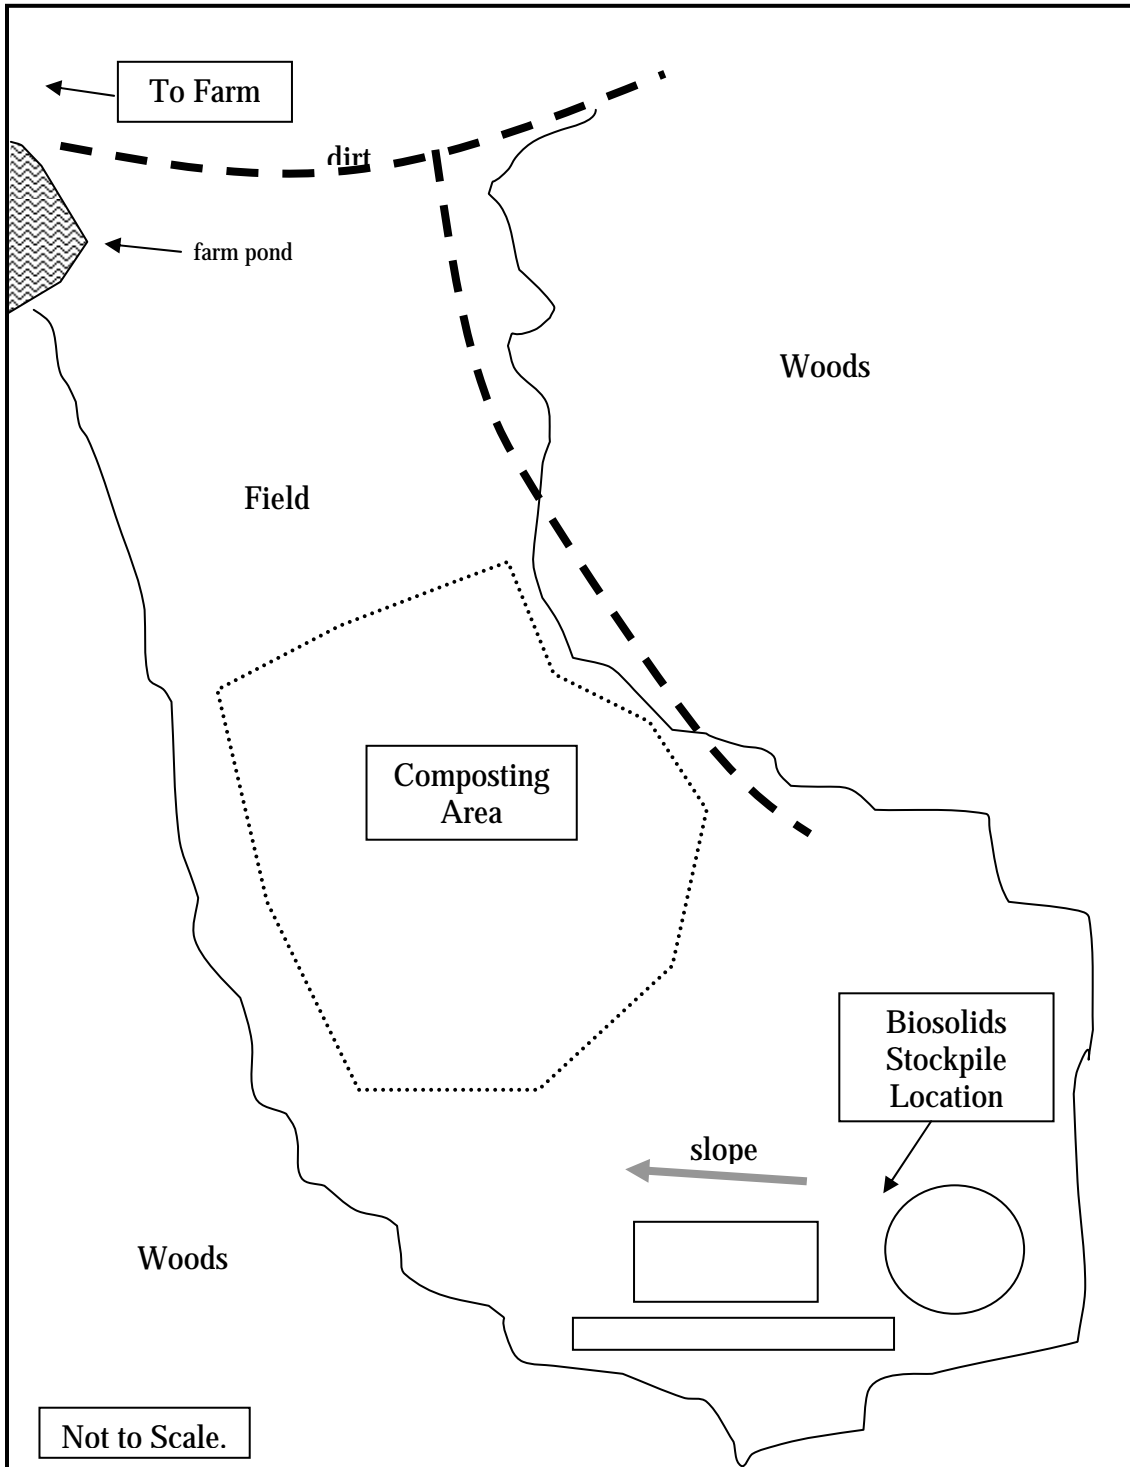 To Farm
dirt
farm pond
Woods
Field
Composting
Area
Biosolids
Stockpile
Location
slope
Woods
Not to Scale.